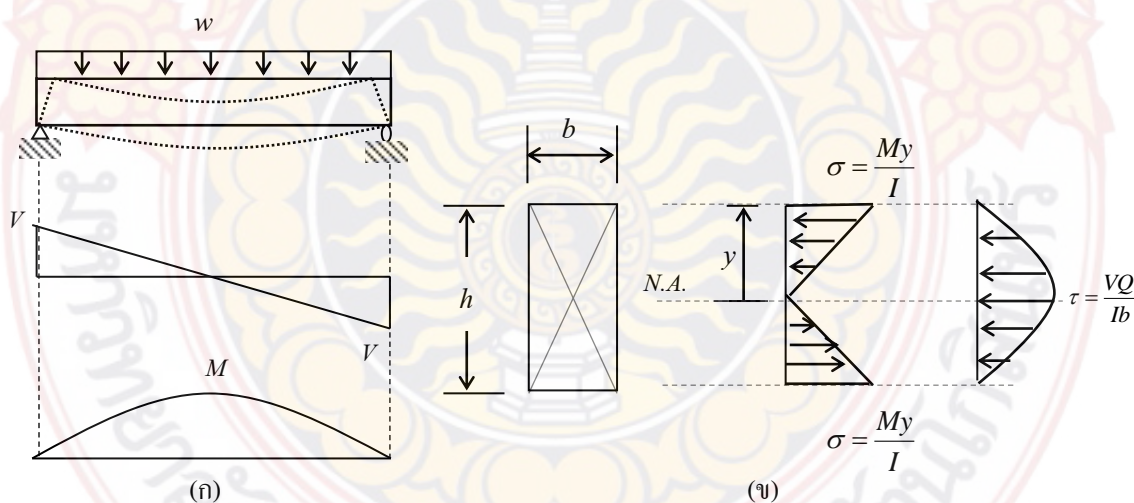 w
V
V
M
(ก)
b
h
N.A.
y
σ = My/I
σ = My/I
τ = VQ/Ib
(ข)